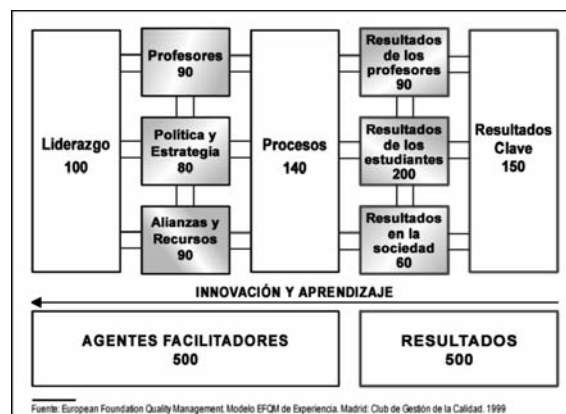 Liderazgo
100
Profesores
90
Política y
Estrategia
80
Alianzas y
Recursos
90
Procesos
140
Resultados
de los
profesores
90
Resultados
de los
estudiantes
200
Resultados
en la
sociedad
60
Resultados
Clave
150
INNOVACIÓN Y APRENDIZAJE
AGENTES FACILITADORES
500
RESULTADOS
500
Fuente: European Foundation Quality Management. Modelo EFQM de Experiencia. Madrid: Club de Gestión de la Calidad. 1999